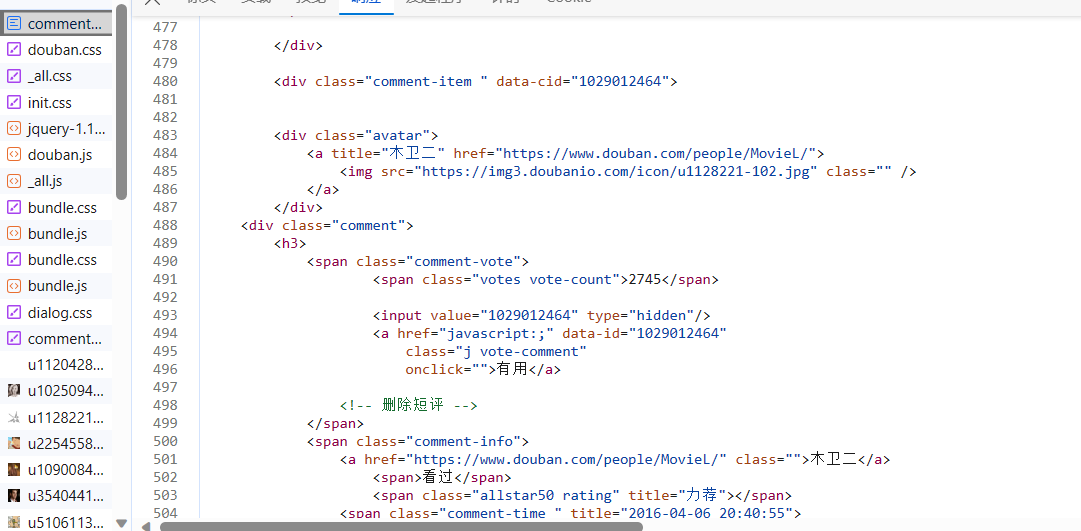 响应
Cookie
comment...
douban.css
_all.css
init.css
jquery-1.1...
douban.js
_all.js
bundle.css
bundle.js
bundle.css
bundle.js
dialog.css
comment...
u1120428...
u1025094...
u1128221...
u2254558...
u1090084...
u3540441...
u5106113...
477
478 </div>
479
480 <div class="comment-item " data-cid="1029012464">
481
482
483 <div class="avatar">
484 <a title="木卫二" href="https://www.douban.com/people/MovieL/">
485 <img src="https://img3.doubanio.com/icon/u1128221-102.jpg" class="" />
486 </a>
487 </div>
488 <div class="comment">
489 <h3>
490 <span class="comment-vote">
491 <span class="votes vote-count">2745</span>
492
493 <input value="1029012464" type="hidden"/>
494 <a href="javascript:;" data-id="1029012464"
495 class="j vote-comment"
496 onclick="">有用</a>
497
498 <!-- 删除短评 -->
499 </span>
500 <span class="comment-info">
501 <a href="https://www.douban.com/people/MovieL/" class="">木卫二</a>
502 <span>看过</span>
503 <span class="allstar50 rating" title="力荐"></span>
504 <span class="comment-time " title="2016-04-06 20:40:55">